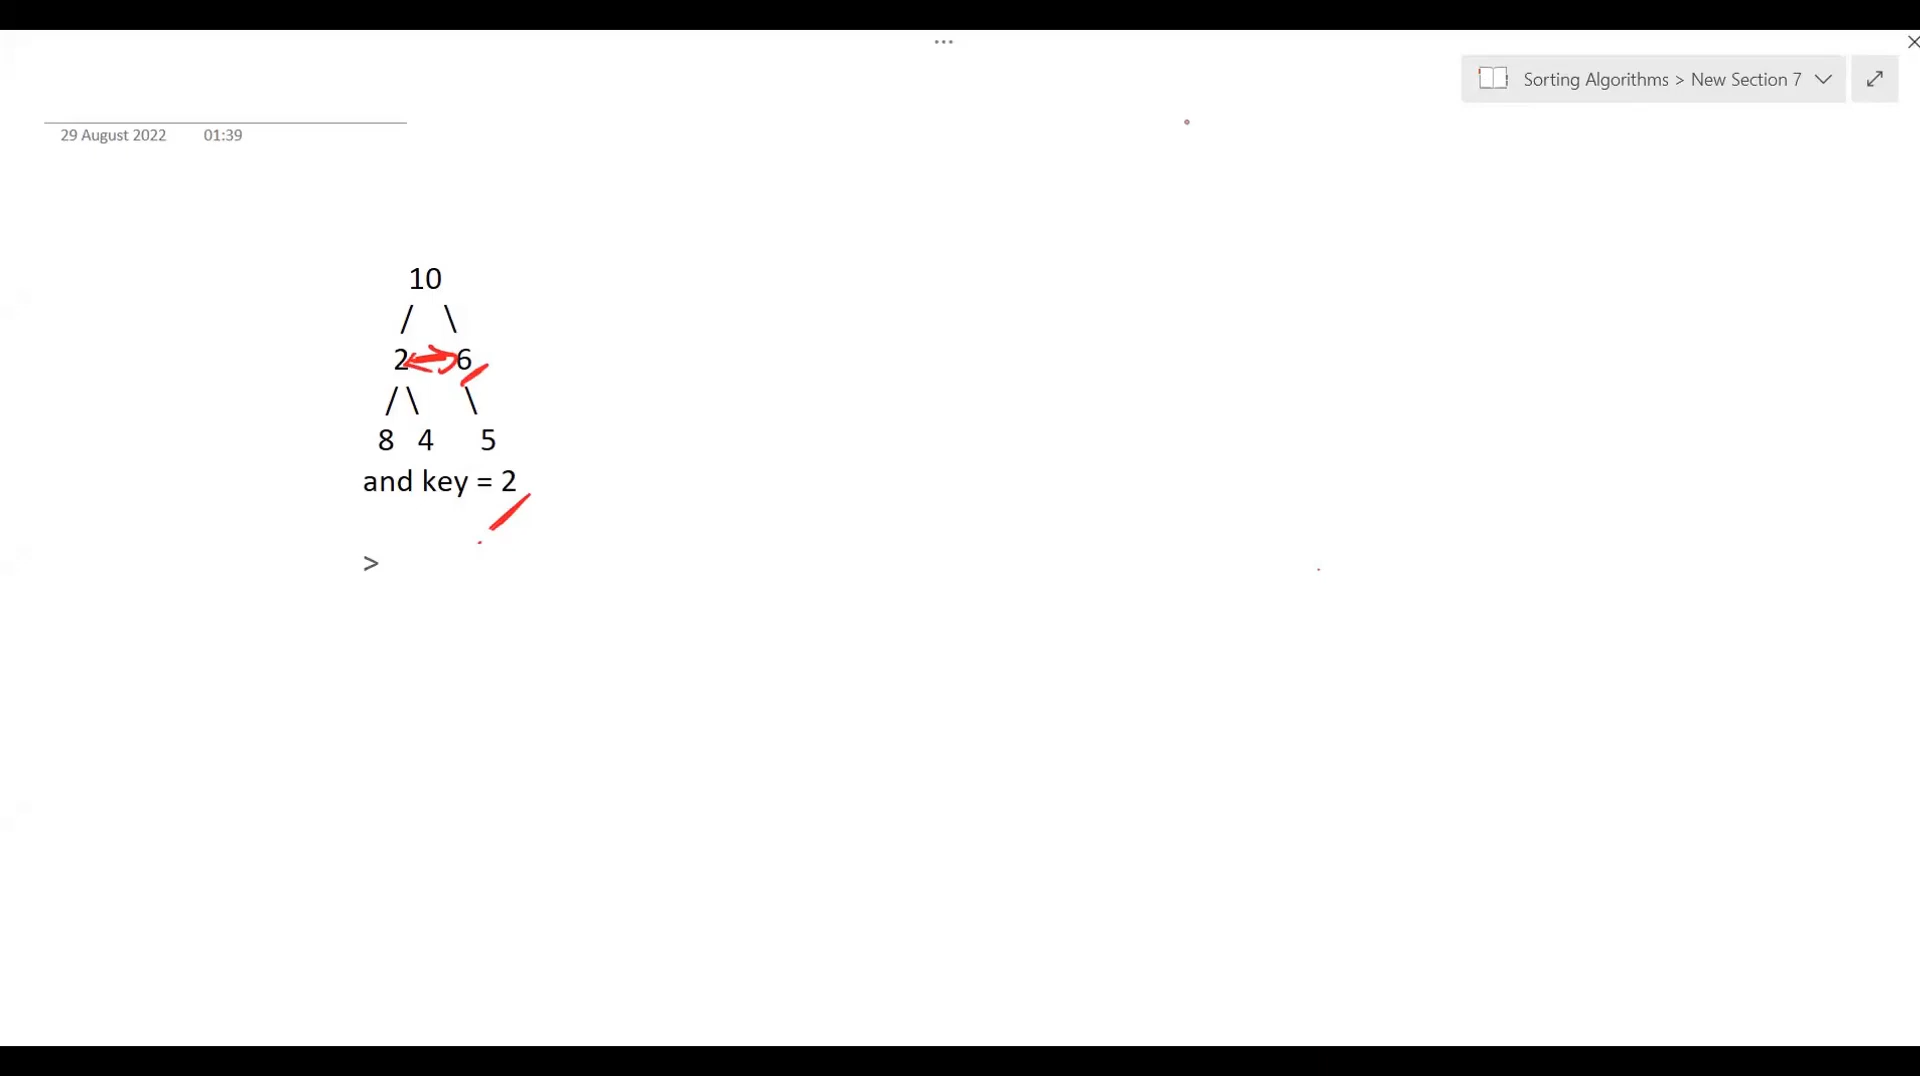 Sorting Algorithms > New Section 7
29 August 2022 01:39
10
/ \
2 6
/ \ \
8 4 5
and key = 2
>